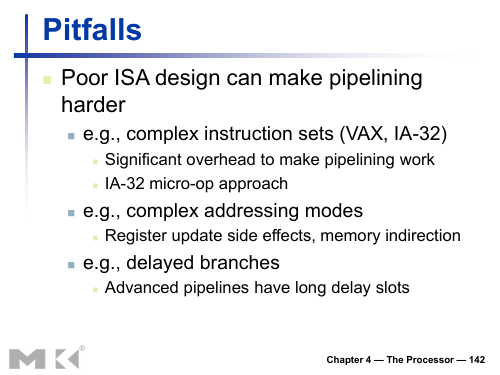 Pitfalls
Poor ISA design can make pipelining
harder
e.g., complex instruction sets (VAX, IA-32)
Significant overhead to make pipelining work
IA-32 micro-op approach
e.g., complex addressing modes
Register update side effects, memory indirection
e.g., delayed branches
Advanced pipelines have long delay slots
MK®
Chapter 4 — The Processor — 142